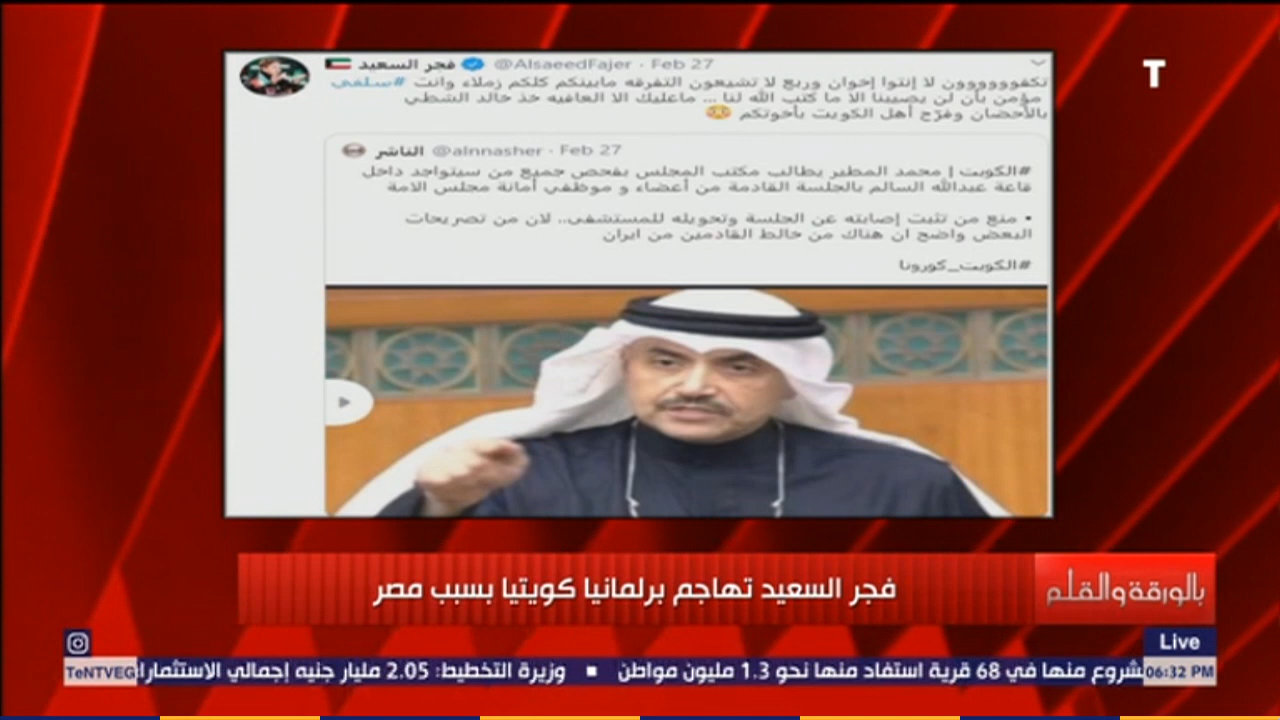 فجر السعيد @AlsaeedFajer · Feb 27
تكفوووووون لا إنتوا إخوان وربع لا تشيعون التفرقه مابينكم كلكم زملاء وانت #سلفي
مؤمن بأن لن يصيبنا الا ما كتب الله لنا ... ماعليك الا العافيه خذ خالد الشطي
بالأحضان وفرّج أهل الكويت بأخوتكم
الناشر @alnnasher · Feb 27
#الكويت | محمد المطير يطالب مكتب المجلس بفحص جميع من سيتواجد داخل
قاعة عبدالله السالم بالجلسة القادمة من أعضاء و موظفي أمانة مجلس الامة
• منع من تثبت إصابته عن الجلسة وتحويله للمستشفى.. لان من تصريحات
البعض واضح ان هناك من خالط القادمين من ايران
#الكويت_كورونا
T
فجر السعيد تهاجم برلمانيا كويتيا بسبب مصر
بالورقة والقلم
Live
06:32 PM
شروع منها في 68 قرية استفاد منها نحو 1.3 مليون مواطن ▪ وزيرة التخطيط: 2.05 مليار جنيه إجمالي الاستثمارا
TeNTVEG